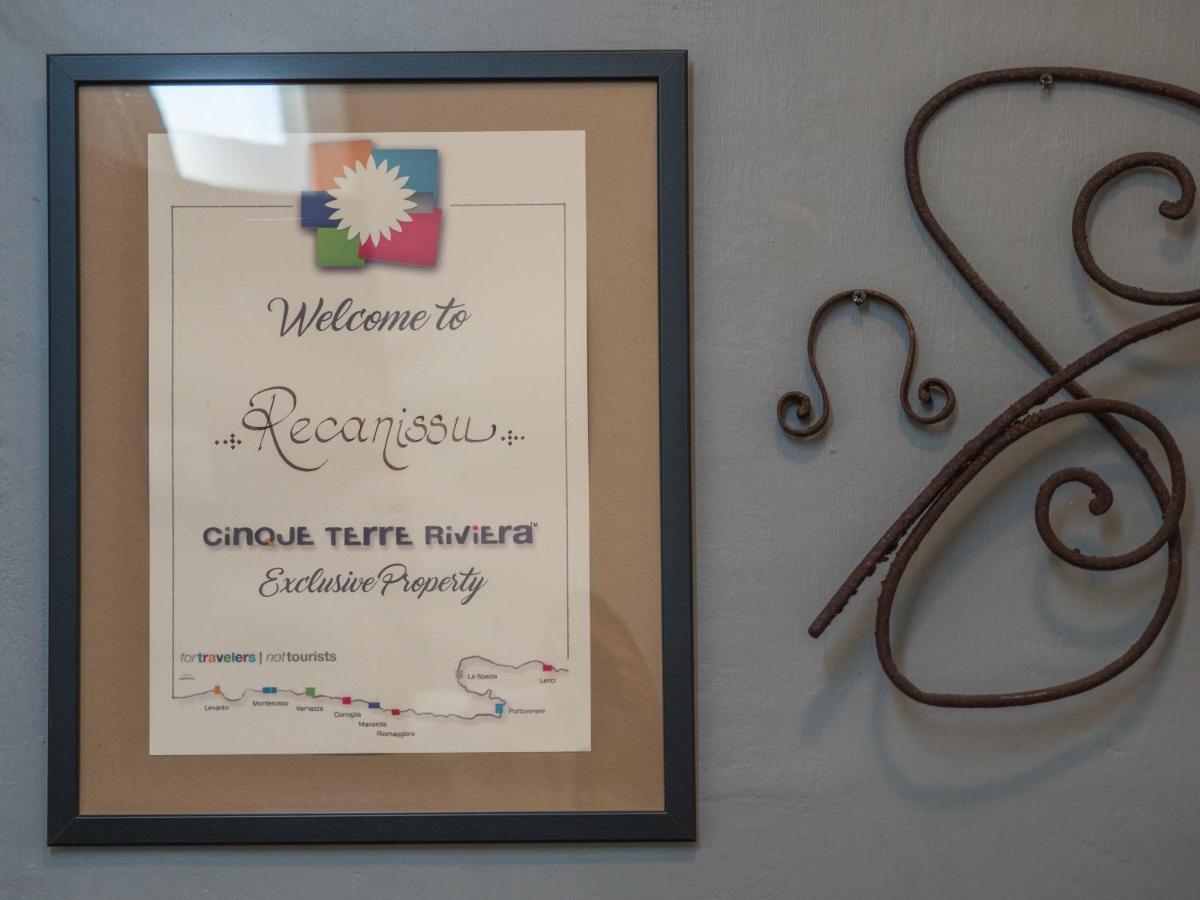 Welcome to
Recanissu
CINQUE TERRE RIVIERA™
Exclusive Property
fortravelers | nottourists
La Spezia
Lerici
Levanto
Monterosso
Vernazza
Corniglia
Manarola
Riomaggiore
Portovenere